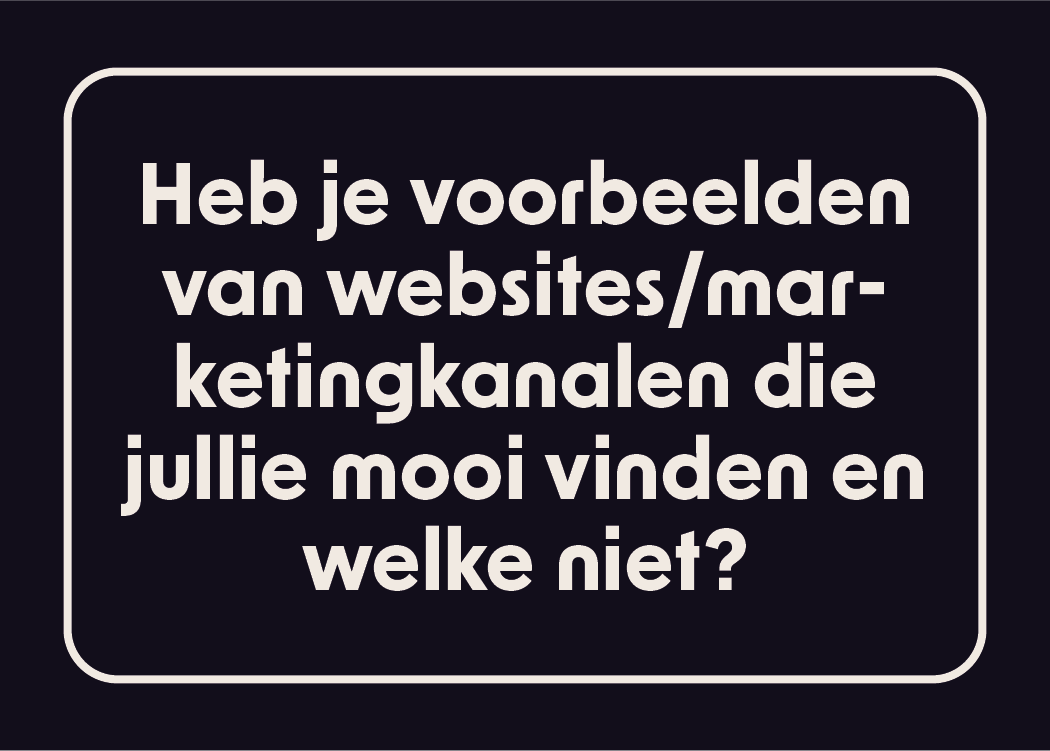 Heb je voorbeelden
van websites/mar-
ketingkanalen die
jullie mooi vinden en
welke niet?